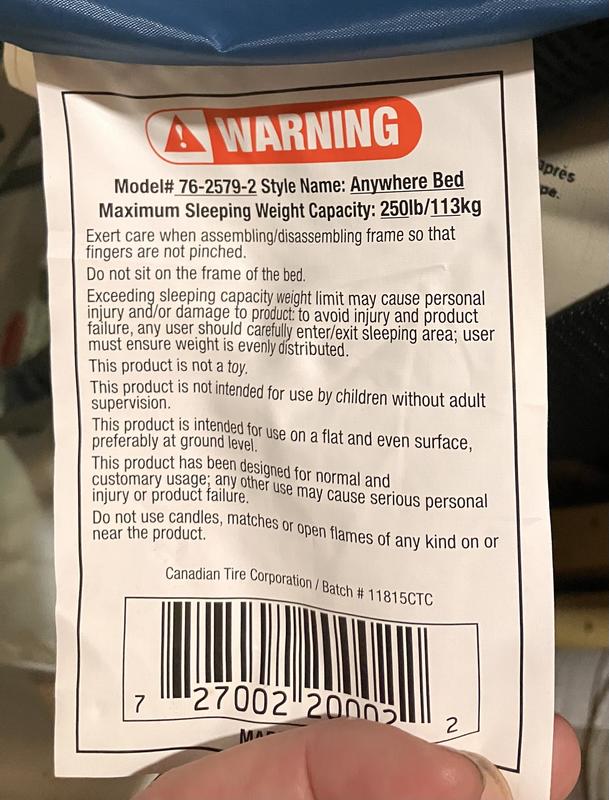 WARNING
Model# 76-2579-2 Style Name: Anywhere Bed
Maximum Sleeping Weight Capacity: 250lb/113kg
Exert care when assembling/disassembling frame so that
fingers are not pinched.
Do not sit on the frame of the bed.
Exceeding sleeping capacity weight limit may cause personal
injury and/or damage to product: to avoid injury and product
failure, any user should carefully enter/exit sleeping area; user
must ensure weight is evenly distributed.
This product is not a toy.
This product is not intended for use by children without adult
supervision.
This product is intended for use on a flat and even surface,
preferably at ground level.
This product has been designed for normal and
customary usage; any other use may cause serious personal
injury or product failure.
Do not use candles, matches or open flames of any kind on or
near the product.
Canadian Tire Corporation / Batch # 11815CTC
7 27002 20002 2
après